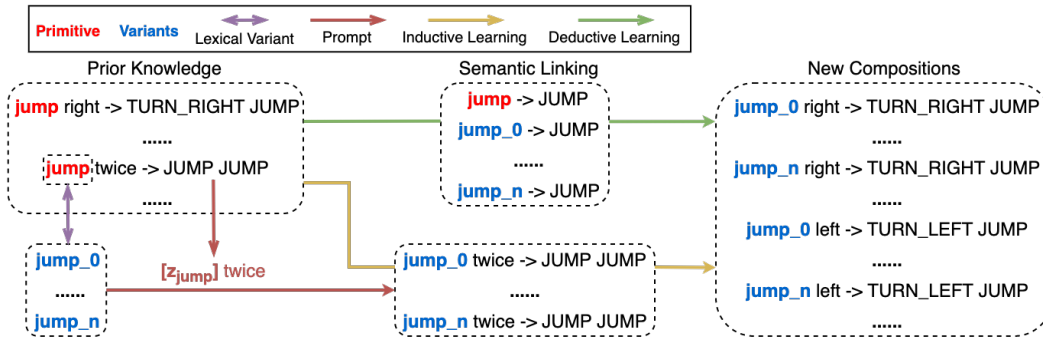 Primitive Variants Lexical Variant Prompt Inductive Learning Deductive Learning
Prior Knowledge
jump right -> TURN_RIGHT JUMP
......
jump twice -> JUMP JUMP
......
jump_0
......
jump_n
[z_jump] twice
Semantic Linking
jump -> JUMP
jump_0 -> JUMP
......
jump_n -> JUMP
jump_0 twice -> JUMP JUMP
......
jump_n twice -> JUMP JUMP
New Compositions
jump_0 right -> TURN_RIGHT JUMP
......
jump_n right -> TURN_RIGHT JUMP
......
jump_0 left -> TURN_LEFT JUMP
......
jump_n left -> TURN_LEFT JUMP
......